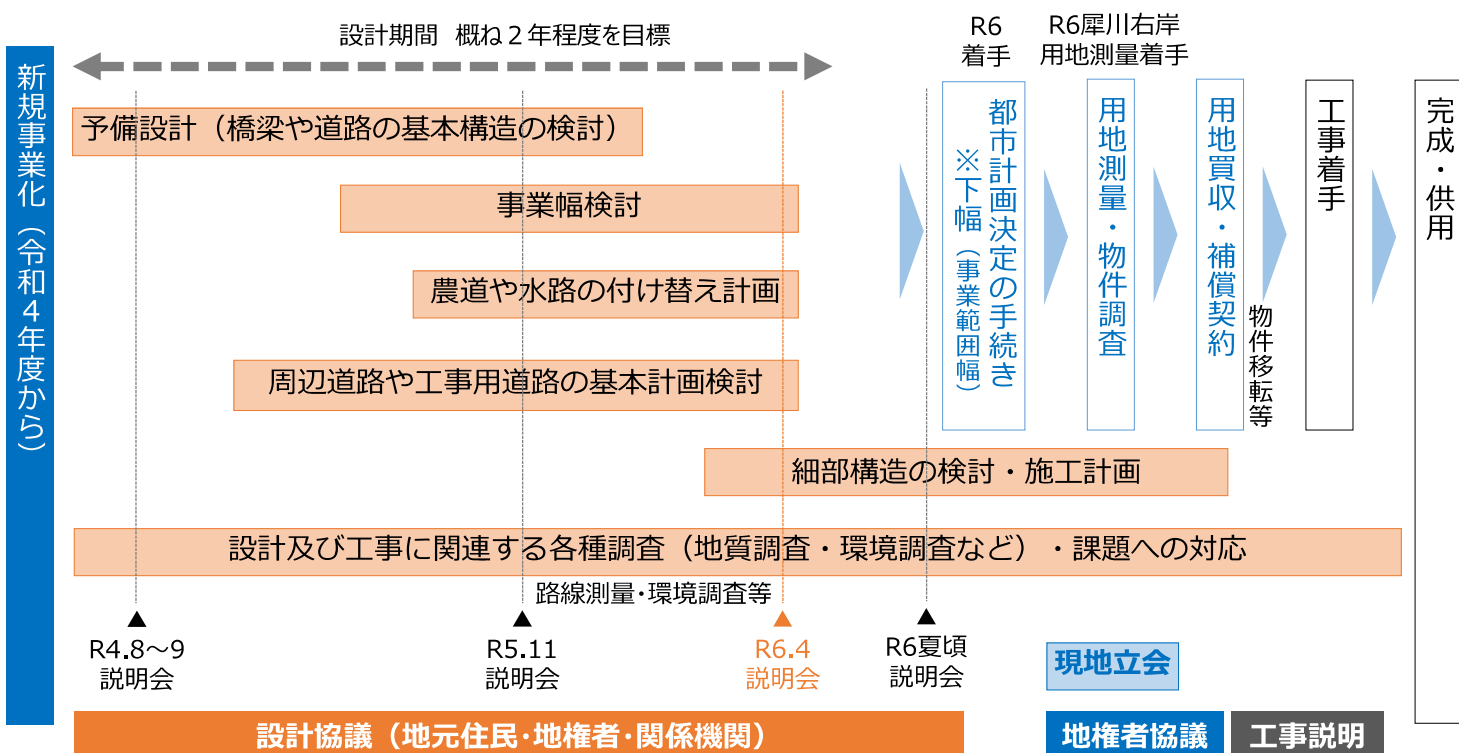 新規事業化（令和４年度から）
設計期間 概ね２年程度を目標
予備設計（橋梁や道路の基本構造の検討）
事業幅検討
農道や水路の付け替え計画
周辺道路や工事用道路の基本計画検討
細部構造の検討・施工計画
設計及び工事に関連する各種調査（地質調査・環境調査など）・課題への対応
路線測量･環境調査等
R6
着手
都市計画決定の手続き
※下幅（事業範囲幅）
R6犀川右岸
用地測量着手
用地測量・物件調査
用地買収・補償契約
物件移転等
工事着手
完成・供用
▲
R4.8～9
説明会
▲
R5.11
説明会
▲
R6.4
説明会
▲
R6夏頃
説明会
現地立会
設計協議（地元住民･地権者･関係機関）
地権者協議
工事説明